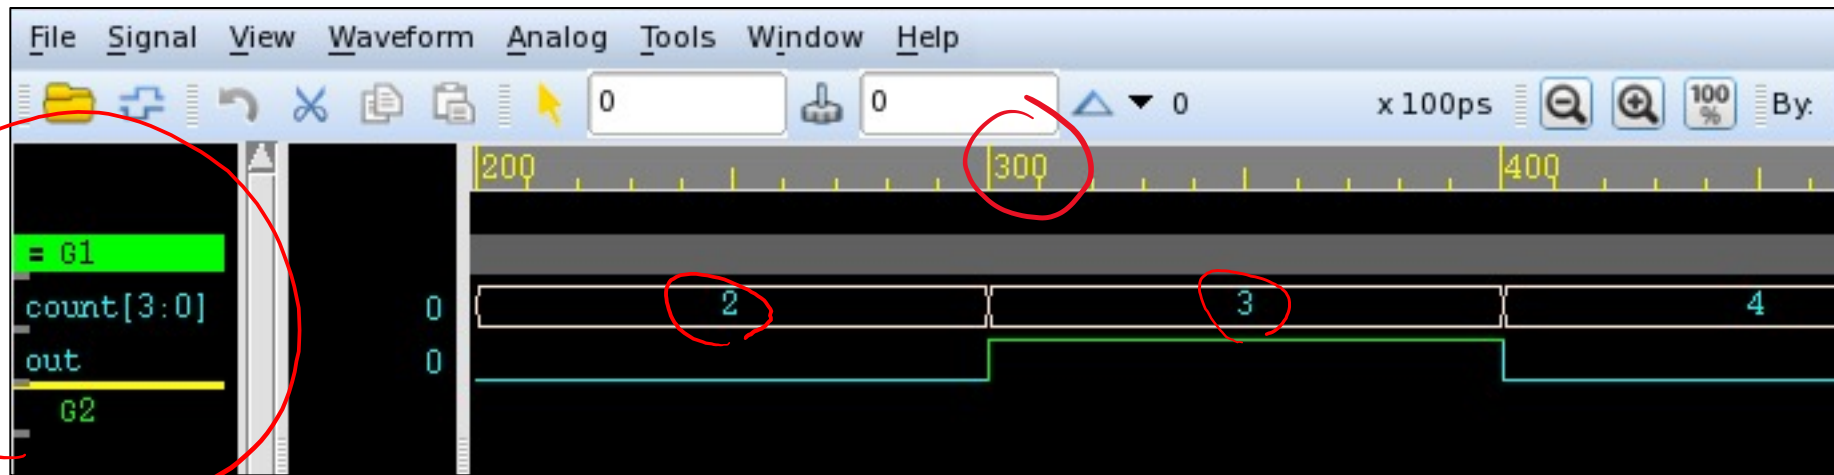 File Signal View Waveform Analog Tools Window Help
0 0 0 x 100ps 100 % By:
200 300 400
= G1
count[3:0] 0 2 3 4
out 0
G2